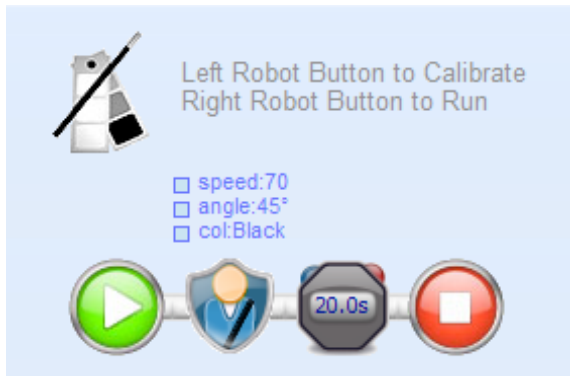 Left Robot Button to Calibrate
Right Robot Button to Run
speed:70
angle:45°
col:Black
20.0s